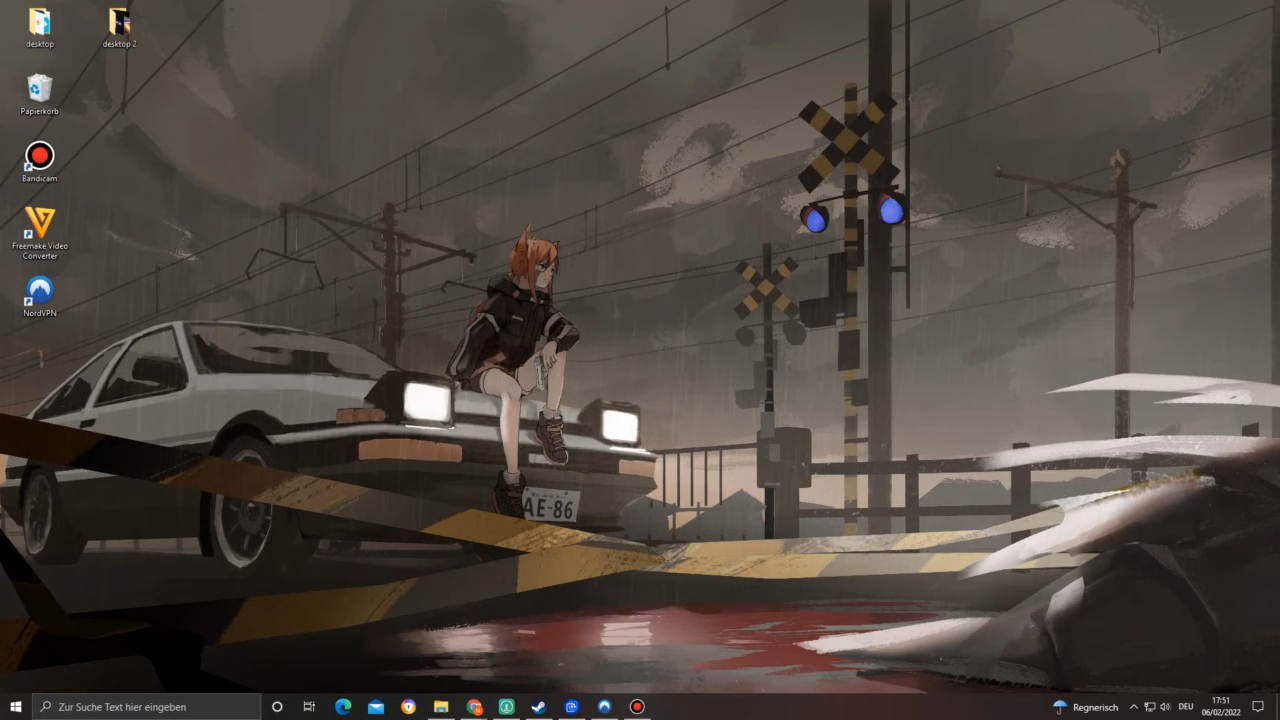 desktop
desktop 2
Papierkorb
Bandicam
Freemake Video
Converter
NordVPN
AE-86
Zur Suche Text hier eingeben
Regnerisch
DEU
17:51
06/02/2022